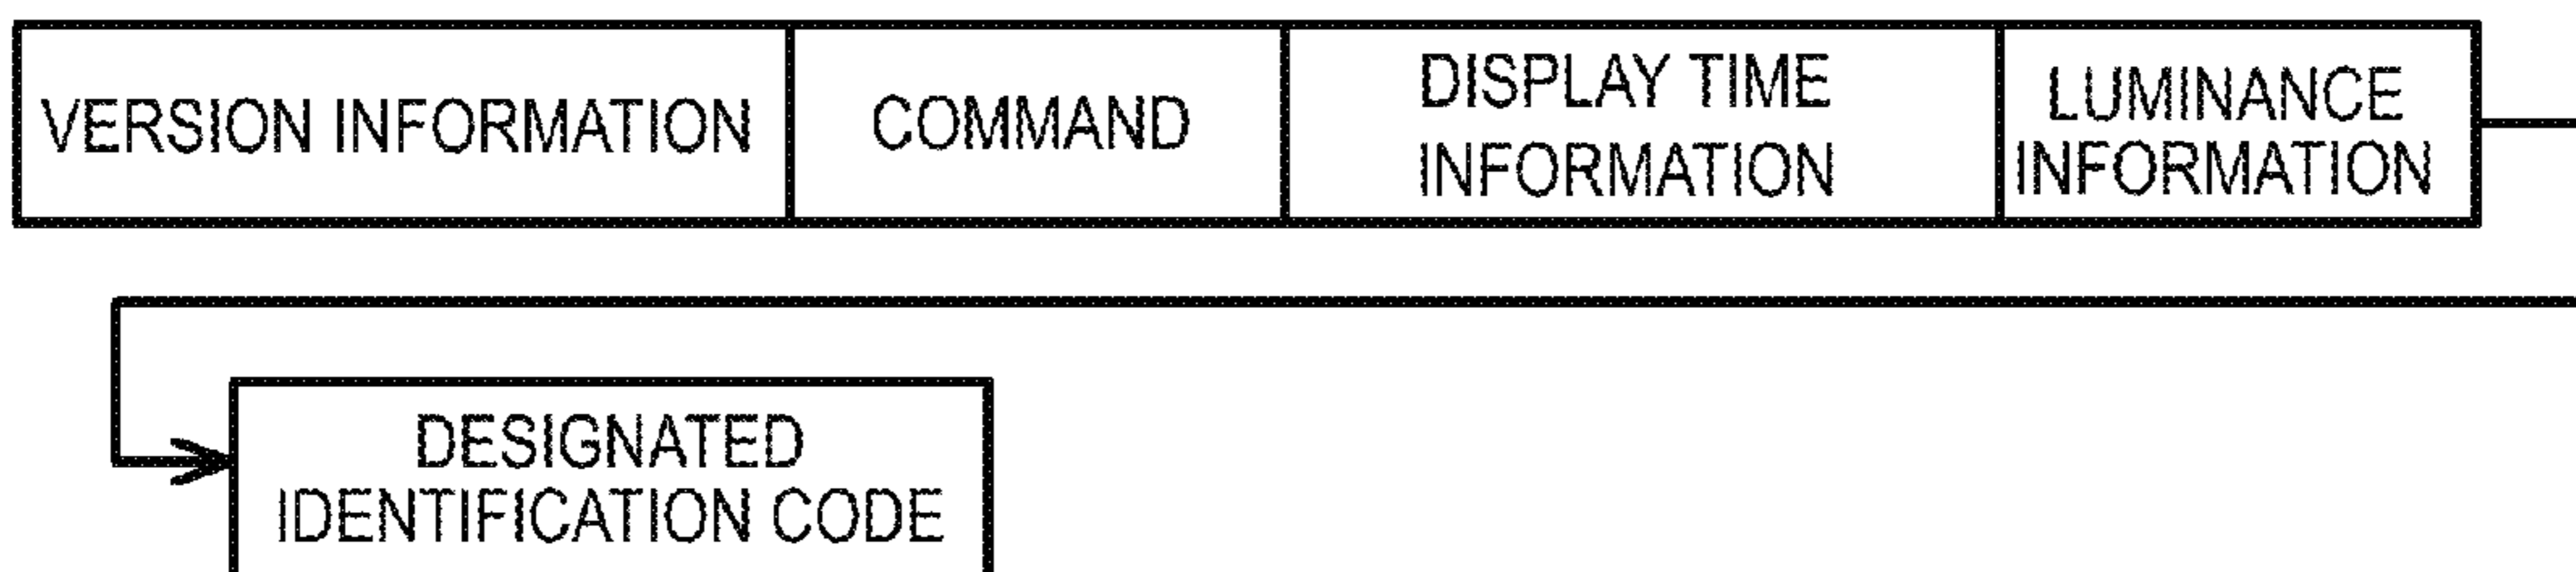 VERSION INFORMATION
COMMAND
DISPLAY TIME
INFORMATION
LUMINANCE
INFORMATION
DESIGNATED
IDENTIFICATION CODE